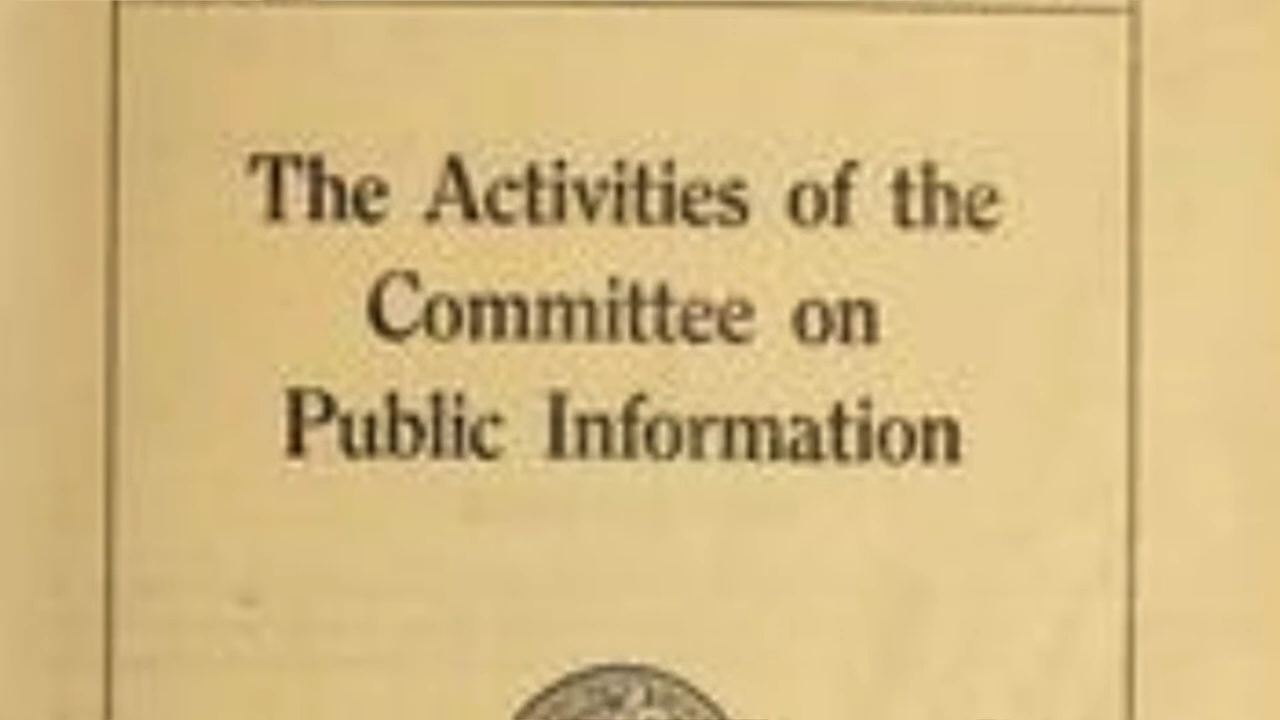 The Activities of the
Committee on
Public Information